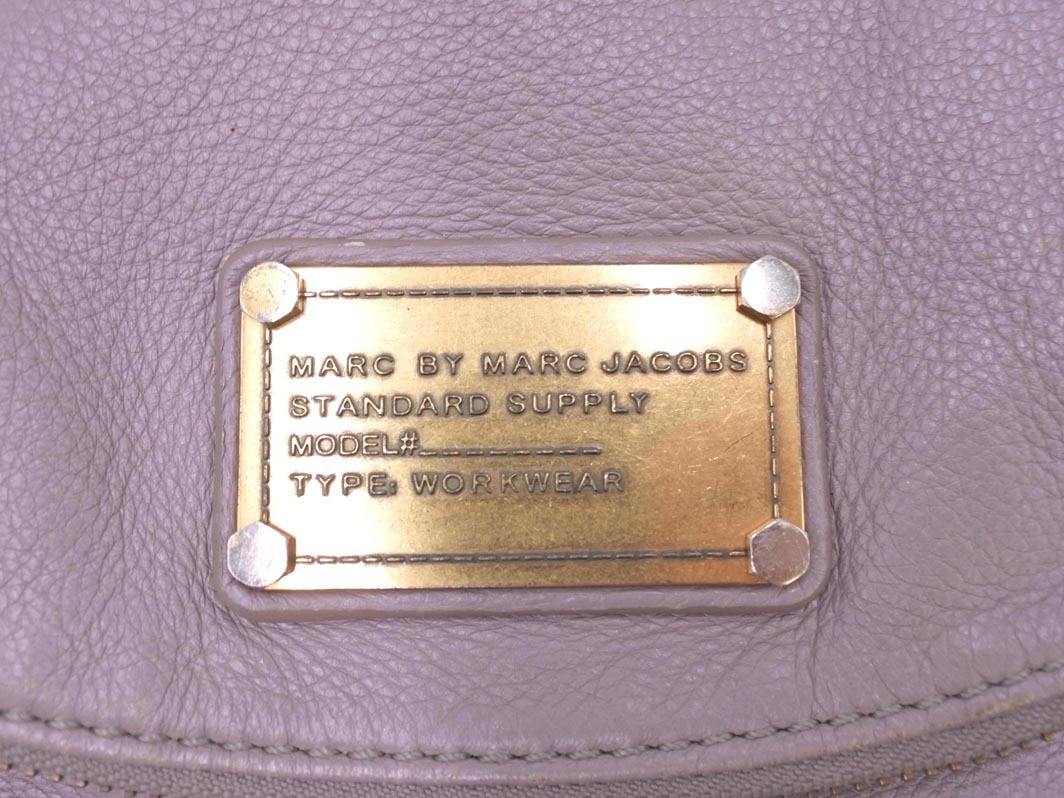 MARC BY MARC JACOBS
STANDARD SUPPLY
MODEL#_________
TYPE: WORKWEAR